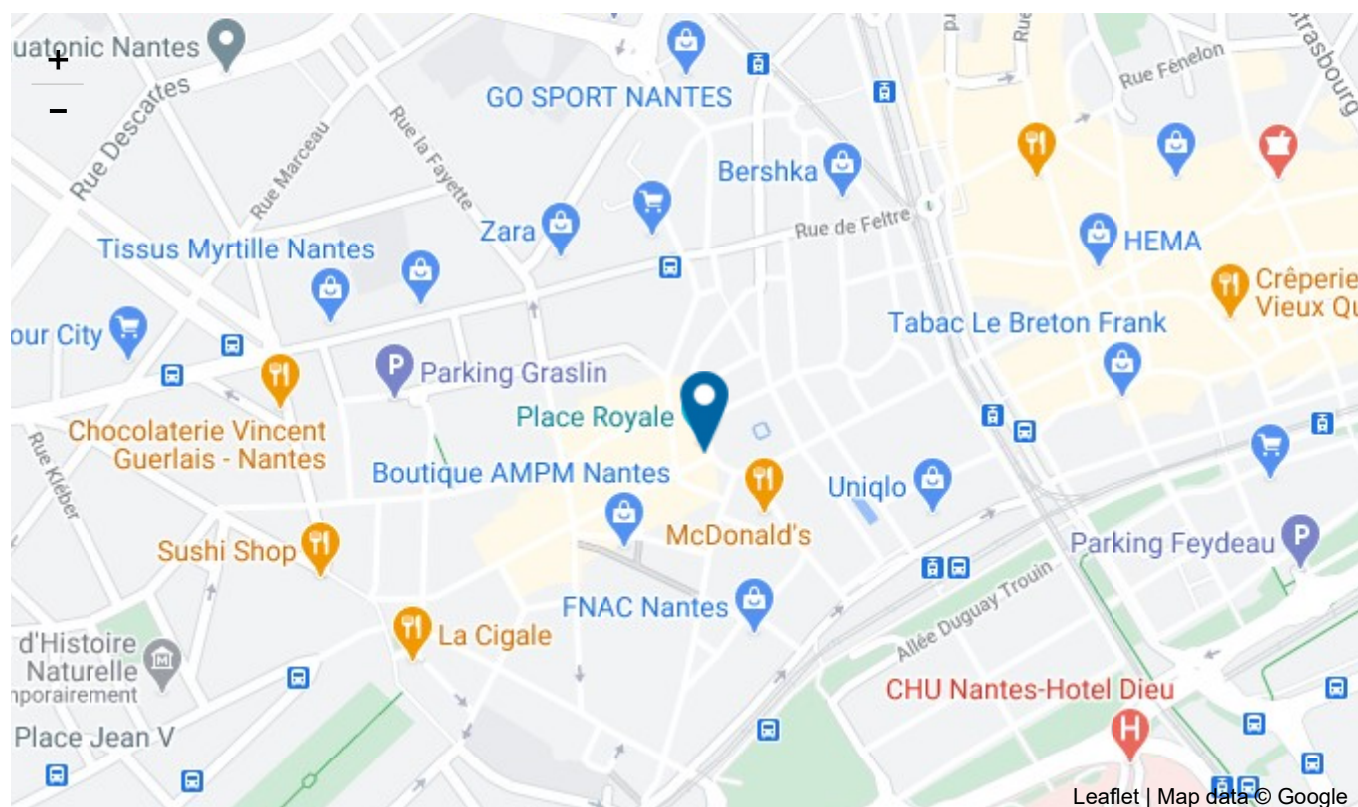 uatonic Nantes
+
−
Rue Descartes
Rue Marceau
Rue la Fayette
GO SPORT NANTES
Rue Fénelon
Strasbourg
Bershka
Zara
Rue de Feltre
HEMA
Tissus Myrtille Nantes
Crêperie
Vieux Qu
our City
Tabac Le Breton Frank
P
Parking Graslin
Place Royale
Chocolaterie Vincent
Guerlais - Nantes
Rue Kléber
Boutique AMPM Nantes
Uniqlo
McDonald's
Sushi Shop
Parking Feydeau
P
FNAC Nantes
La Cigale
Allée Duguay Trouin
d'Histoire
Naturelle
mporairement
M
CHU Nantes-Hotel Dieu
H
Place Jean V
Leaflet | Map data © Google